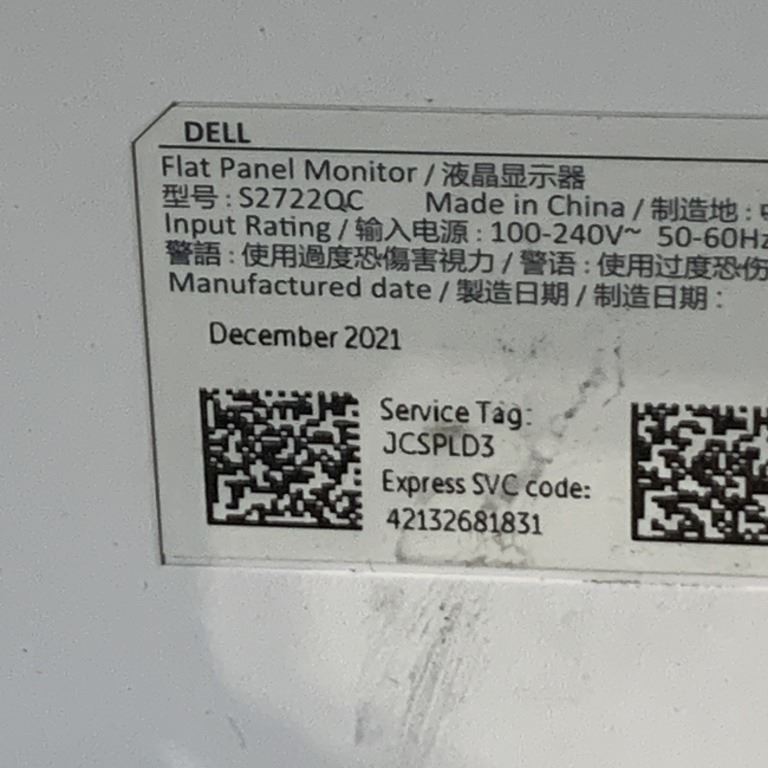 DELL
Flat Panel Monitor / 液晶显示器
型号 : S2722QC Made in China / 制造地 :
Input Rating / 输入电源 : 100-240V~ 50-60Hz
警語 : 使用過度恐傷害視力 / 警语 : 使用过度恐伤
Manufactured date / 製造日期 / 制造日期 :
December 2021
Service Tag:
JCSPLD3
Express SVC code:
42132681831